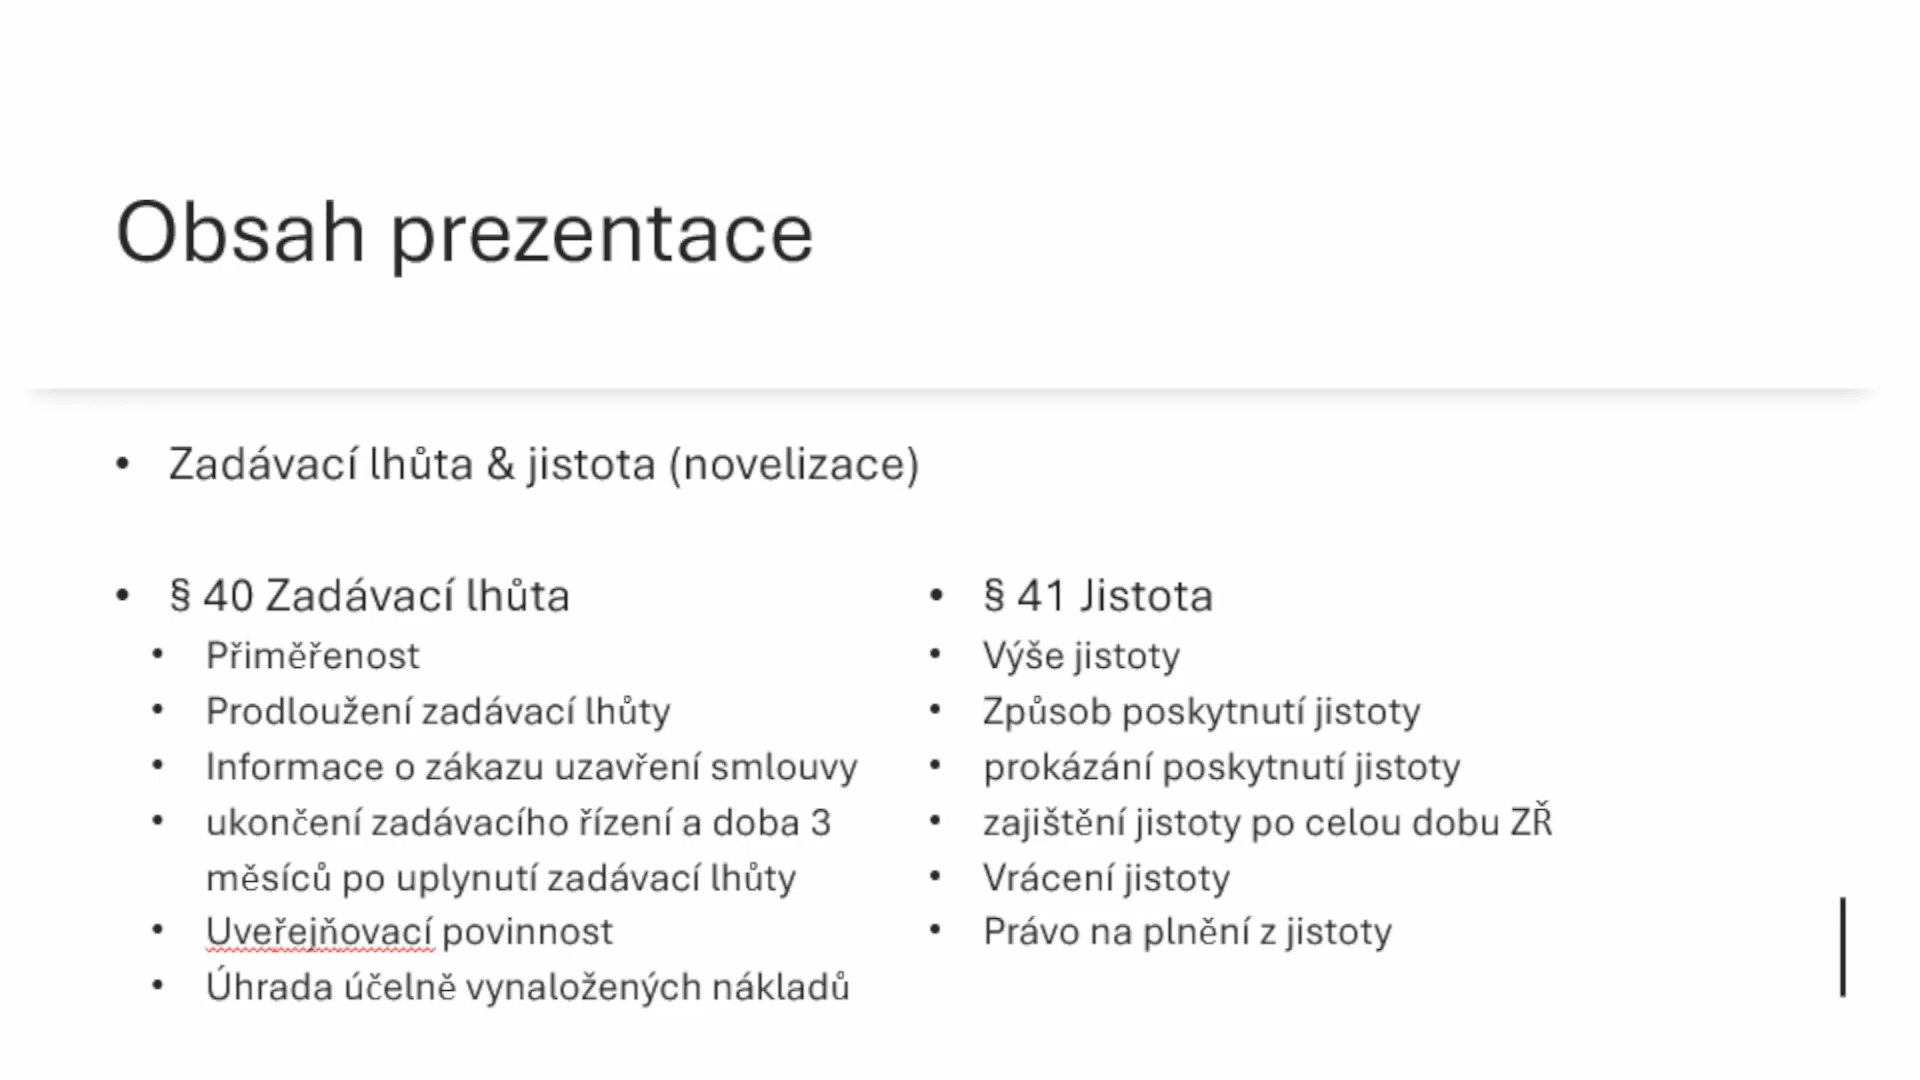 Obsah prezentace
• Zadávací lhůta & jistota (novelizace)
• § 40 Zadávací lhůta
• Přiměřenost
• Prodloužení zadávací lhůty
• Informace o zákazu uzavření smlouvy
• ukončení zadávacího řízení a doba 3
měsíců po uplynutí zadávací lhůty
• Uveřejňovací povinnost
• Úhrada účelně vynaložených nákladů
• § 41 Jistota
• Výše jistoty
• Způsob poskytnutí jistoty
• prokázání poskytnutí jistoty
• zajištění jistoty po celou dobu ZŘ
• Vrácení jistoty
• Právo na plnění z jistoty